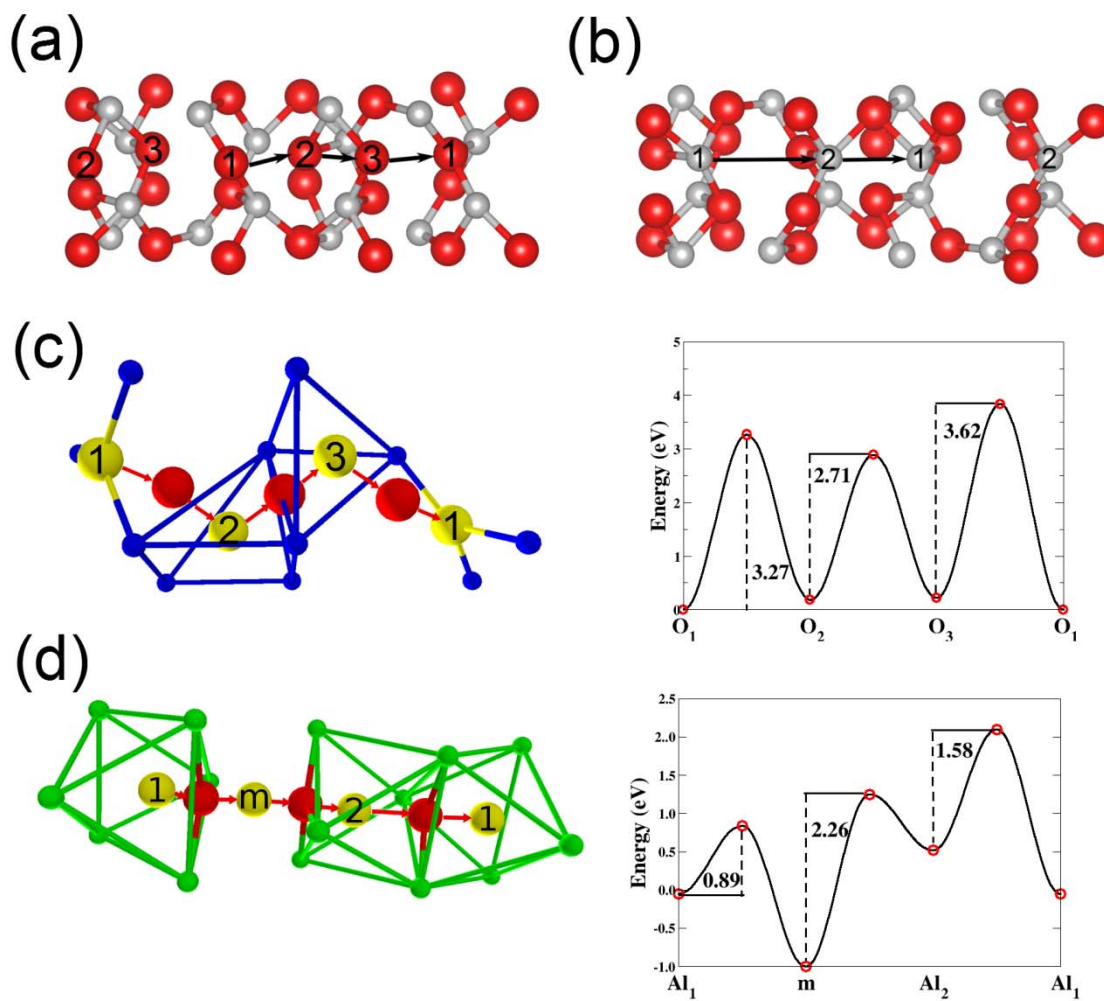 (a)
2 3 1 2 3 1
(b)
1 2 1 2
(c)
1 2 3 1
Energy (eV)
5
4
3
2
1
0
3.27
2.71
3.62
O₁ O₂ O₃ O₁
(d)
1 m 2 1
Energy (eV)
2.5
2.0
1.5
1.0
0.5
0.0
-0.5
-1.0
0.89
2.26
1.58
Al₁ m Al₂ Al₁